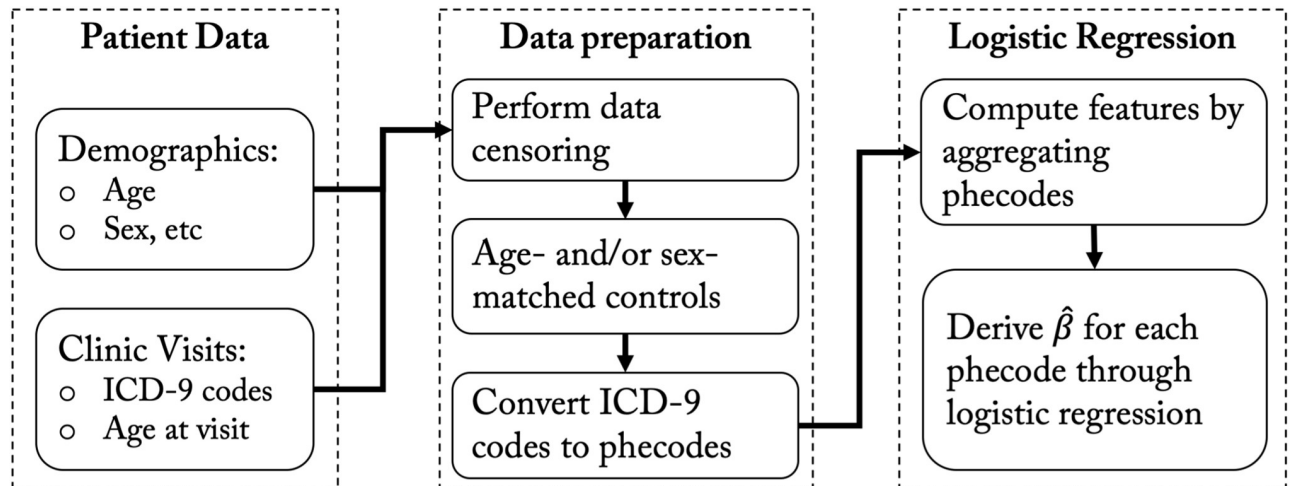 Patient Data
Demographics:
○ Age
○ Sex, etc
Clinic Visits:
○ ICD-9 codes
○ Age at visit
Data preparation
Perform data
censoring
Age- and/or sex-
matched controls
Convert ICD-9
codes to phecodes
Logistic Regression
Compute features by
aggregating
phecodes
Derive β̂ for each
phecode through
logistic regression